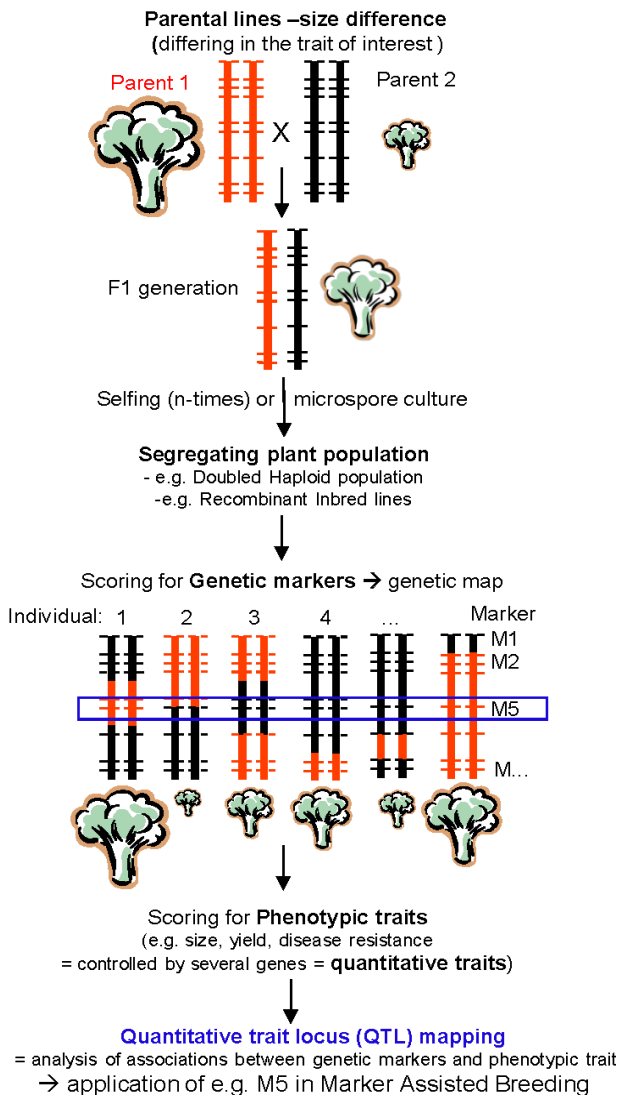 Parental lines –size difference
(differing in the trait of interest )
Parent 1
Parent 2
X
F1 generation
Selfing (n-times) or microspore culture
Segregating plant population
- e.g. Doubled Haploid population
-e.g. Recombinant Inbred lines
Scoring for Genetic markers → genetic map
Individual: 1 2 3 4 ... Marker
M1
M2
M5
M...
Scoring for Phenotypic traits
(e.g. size, yield, disease resistance
= controlled by several genes = quantitative traits)
Quantitative trait locus (QTL) mapping
= analysis of associations between genetic markers and phenotypic trait
→ application of e.g. M5 in Marker Assisted Breeding